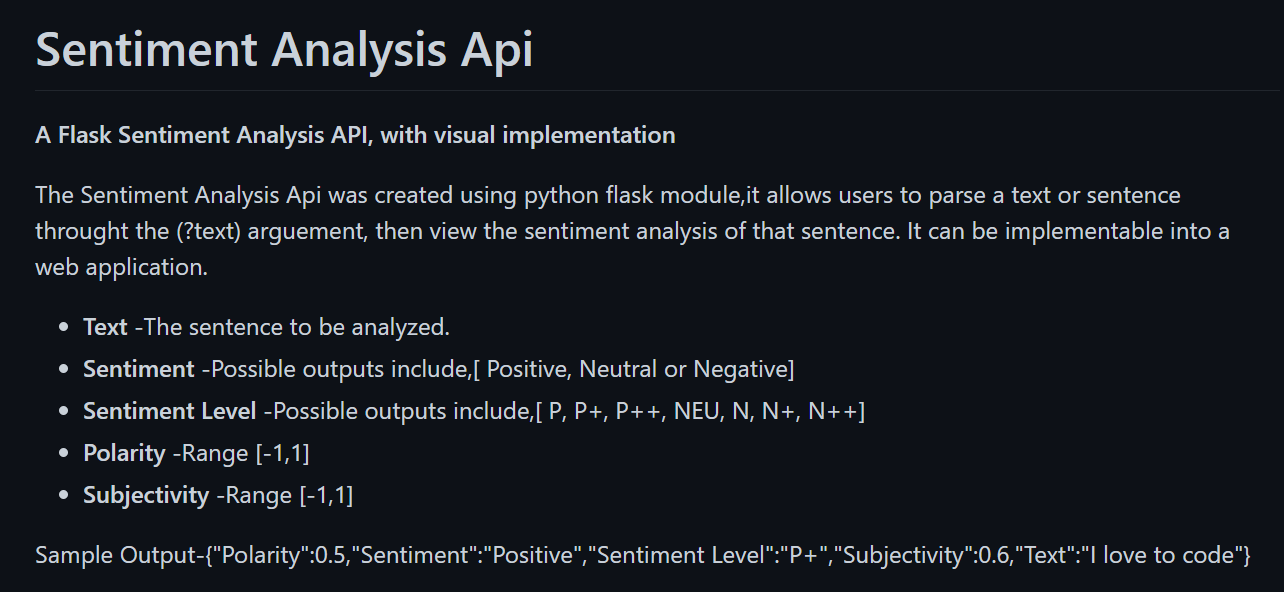 Sentiment Analysis Api
A Flask Sentiment Analysis API, with visual implementation
The Sentiment Analysis Api was created using python flask module,it allows users to parse a text or sentence
throught the (?text) arguement, then view the sentiment analysis of that sentence. It can be implementable into a
web application.
• Text -The sentence to be analyzed.
• Sentiment -Possible outputs include,[ Positive, Neutral or Negative]
• Sentiment Level -Possible outputs include,[ P, P+, P++, NEU, N, N+, N++]
• Polarity -Range [-1,1]
• Subjectivity -Range [-1,1]
Sample Output-{"Polarity":0.5,"Sentiment":"Positive","Sentiment Level":"P+","Subjectivity":0.6,"Text":"I love to code"}